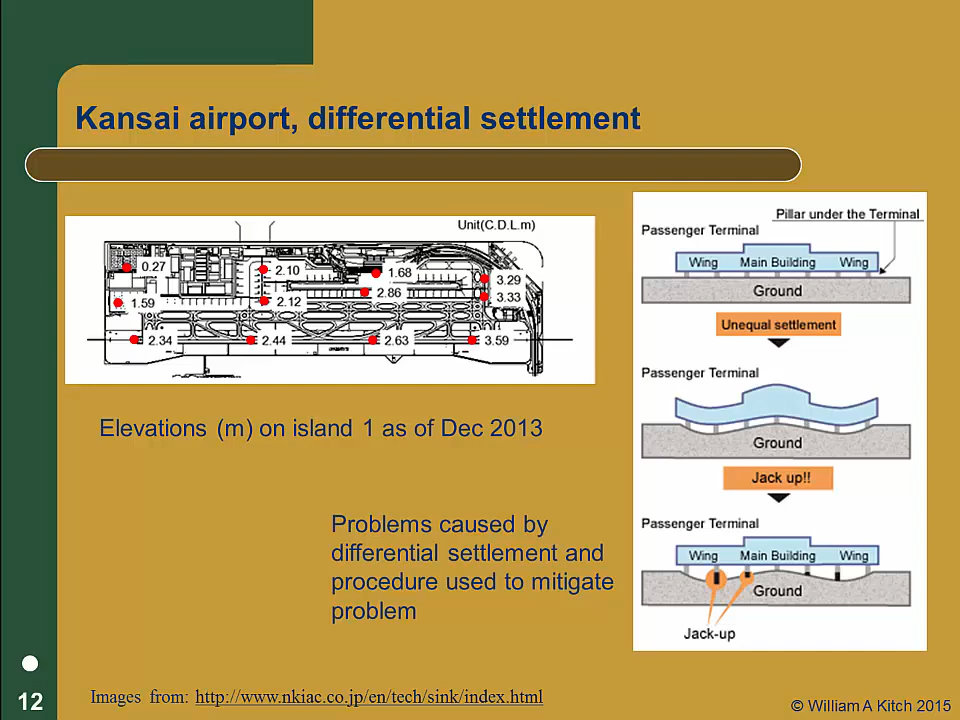 Kansai airport, differential settlement
Unit(C.D.L.m)
0.27
2.10
1.68
3.29
1.59
2.12
2.86
3.33
2.34
2.44
2.63
3.59
Elevations (m) on island 1 as of Dec 2013
Problems caused by
differential settlement and
procedure used to mitigate
problem
Pillar under the Terminal
Passenger Terminal
Wing Main Building Wing
Ground
Unequal settlement
Passenger Terminal
Ground
Jack up!!
Passenger Terminal
Wing Main Building Wing
Ground
Jack-up
12
Images from: http://www.nkiac.co.jp/en/tech/sink/index.html
© William A Kitch 2015